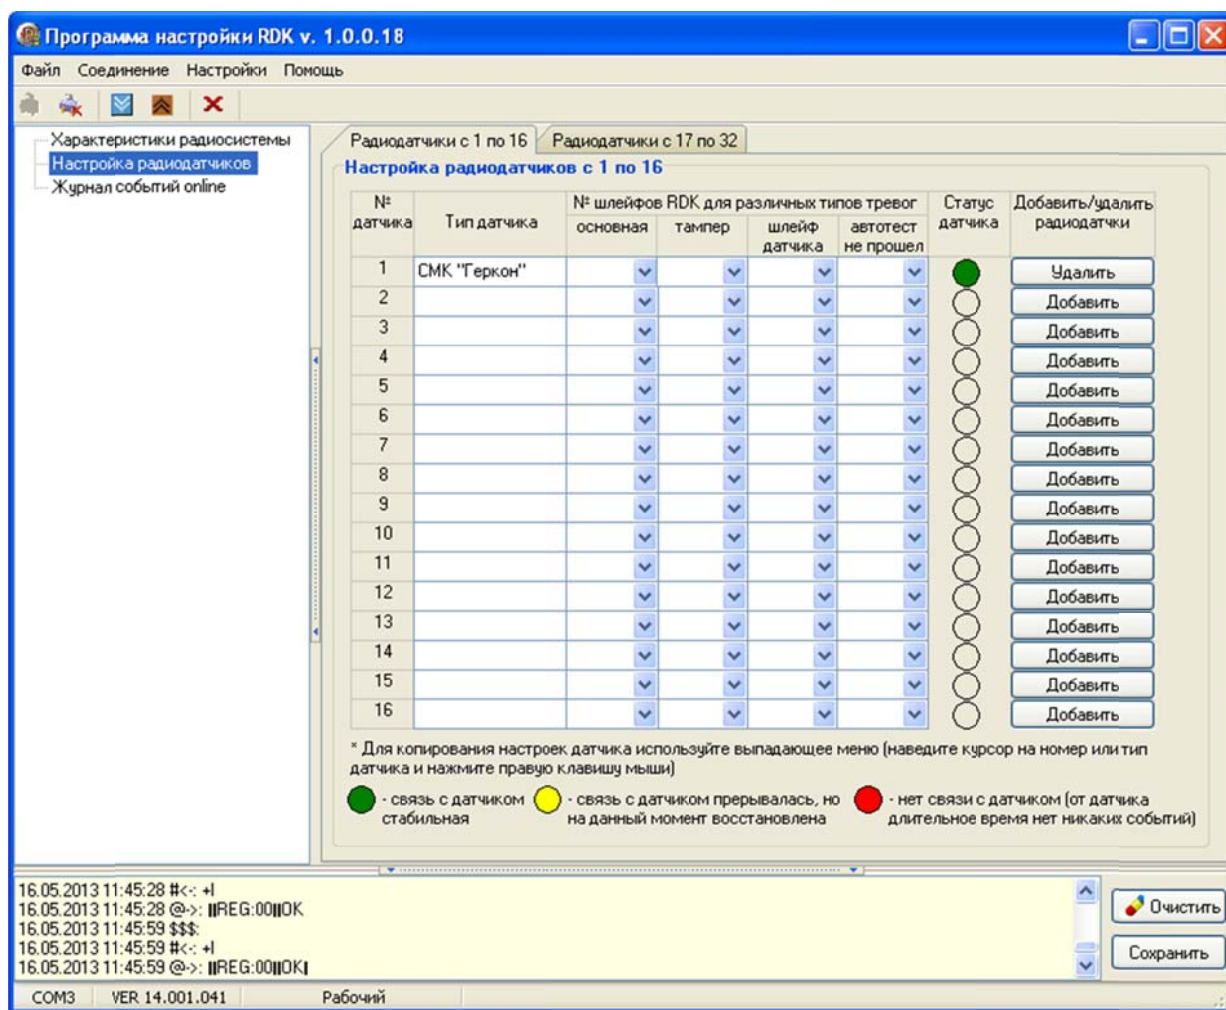 Программа настройки RDK v. 1.0.0.18
Файл Соединение Настройки Помощь
Характеристики радиосистемы
Настройка радиодатчиков
Журнал событий online
Радиодатчики с 1 по 16 Радиодатчики с 17 по 32
Настройка радиодатчиков с 1 по 16
№ датчика
Тип датчика
№ шлейфов RDK для различных типов тревог
основная тампер шлейф датчика автотест не прошел
Статус датчика
Добавить/удалить радиодатчки
1 СМК "Геркон" Удалить
2 Добавить
3 Добавить
4 Добавить
5 Добавить
6 Добавить
7 Добавить
8 Добавить
9 Добавить
10 Добавить
11 Добавить
12 Добавить
13 Добавить
14 Добавить
15 Добавить
16 Добавить
* Для копирования настроек датчика используйте выпадающее меню (наведите курсор на номер или тип
датчика и нажмите правую клавишу мыши)
- связь с датчиком стабильная
- связь с датчиком прерывалась, но на данный момент восстановлена
- нет связи с датчиком (от датчика длительное время нет никаких событий)
16.05.2013 11:45:28 #<-: +I
16.05.2013 11:45:28 @->: ||REG:00||OK
16.05.2013 11:45:59 $$$:
16.05.2013 11:45:59 #<-: +I
16.05.2013 11:45:59 @->: ||REG:00||OK|
Очистить
Сохранить
COM3 VER 14.001.041 Рабочий